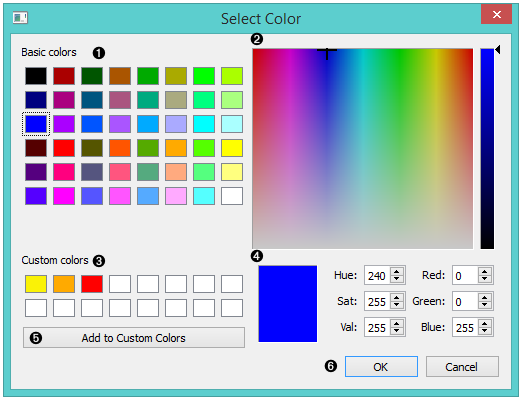 Select Color
Basic colors ❶
❷
Custom colors ❸
❹
Hue: 240 Red: 0
Sat: 255 Green: 0
Val: 255 Blue: 255
❺ Add to Custom Colors
❻ OK Cancel